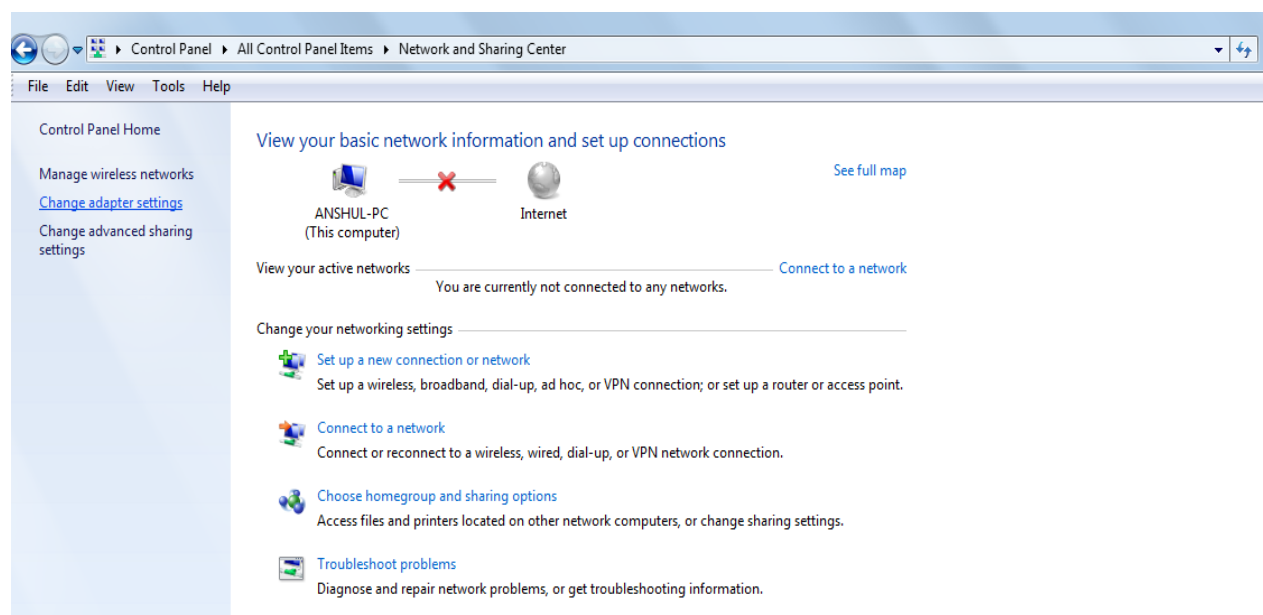 Control Panel ▸ All Control Panel Items ▸ Network and Sharing Center
File Edit View Tools Help
Control Panel Home
Manage wireless networks
Change adapter settings
Change advanced sharing
settings
View your basic network information and set up connections
See full map
ANSHUL-PC
(This computer)
Internet
View your active networks
Connect to a network
You are currently not connected to any networks.
Change your networking settings
Set up a new connection or network
Set up a wireless, broadband, dial-up, ad hoc, or VPN connection; or set up a router or access point.
Connect to a network
Connect or reconnect to a wireless, wired, dial-up, or VPN network connection.
Choose homegroup and sharing options
Access files and printers located on other network computers, or change sharing settings.
Troubleshoot problems
Diagnose and repair network problems, or get troubleshooting information.